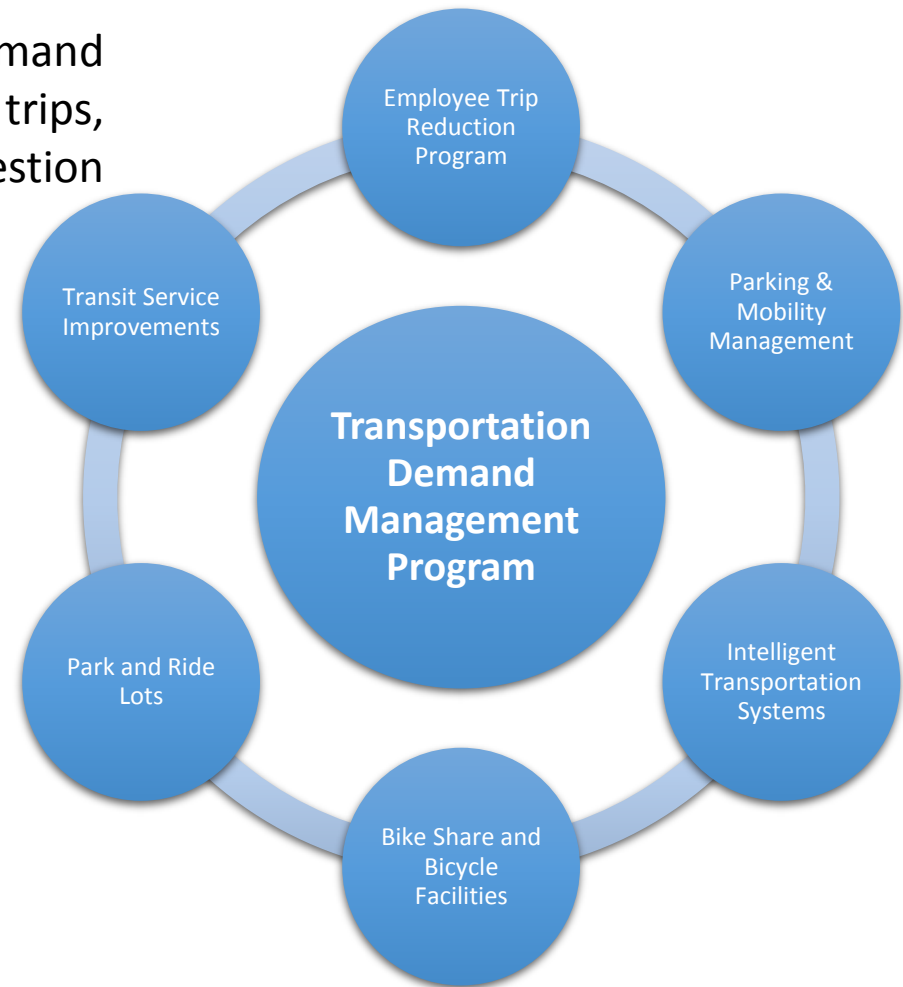 mand
trips,
estion
Employee Trip
Reduction
Program
Parking &
Mobility
Management
Intelligent
Transportation
Systems
Bike Share and
Bicycle
Facilities
Park and Ride
Lots
Transit Service
Improvements
Transportation
Demand
Management
Program